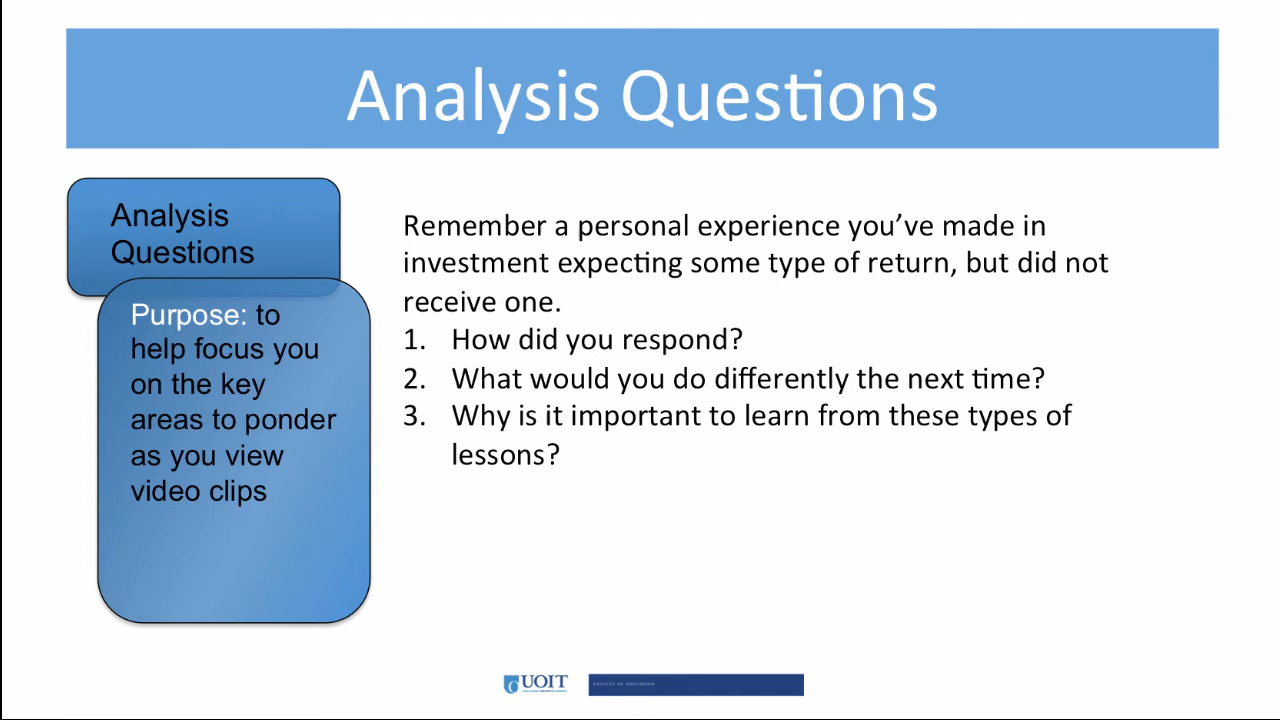 Analysis Questions
Analysis
Questions
Purpose: to
help focus you
on the key
areas to ponder
as you view
video clips
Remember a personal experience you’ve made in
investment expecting some type of return, but did not
receive one.
1. How did you respond?
2. What would you do differently the next time?
3. Why is it important to learn from these types of
lessons?
UOIT
FACULTY OF EDUCATION